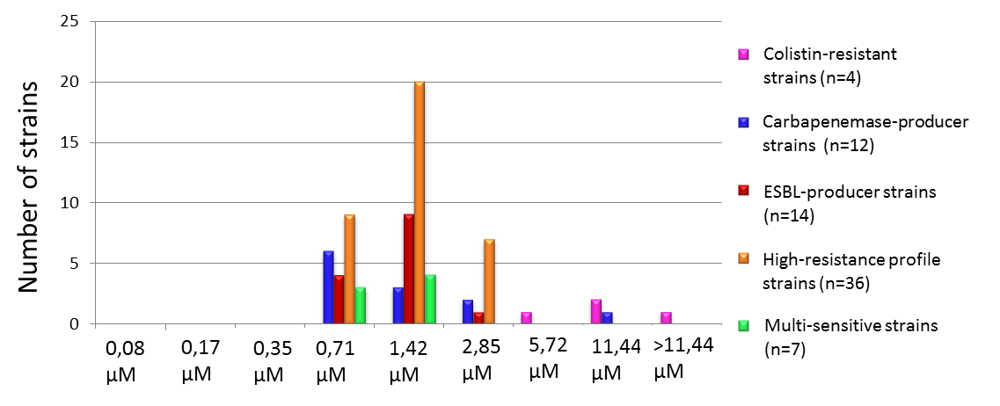 25
20
15
10
5
0
Number of strains
0,08 µM
0,17 µM
0,35 µM
0,71 µM
1,42 µM
2,85 µM
5,72 µM
11,44 µM
>11,44 µM
Colistin-resistant
strains (n=4)
Carbapenemase-producer
strains (n=12)
ESBL-producer strains
(n=14)
High-resistance profile
strains (n=36)
Multi-sensitive strains
(n=7)